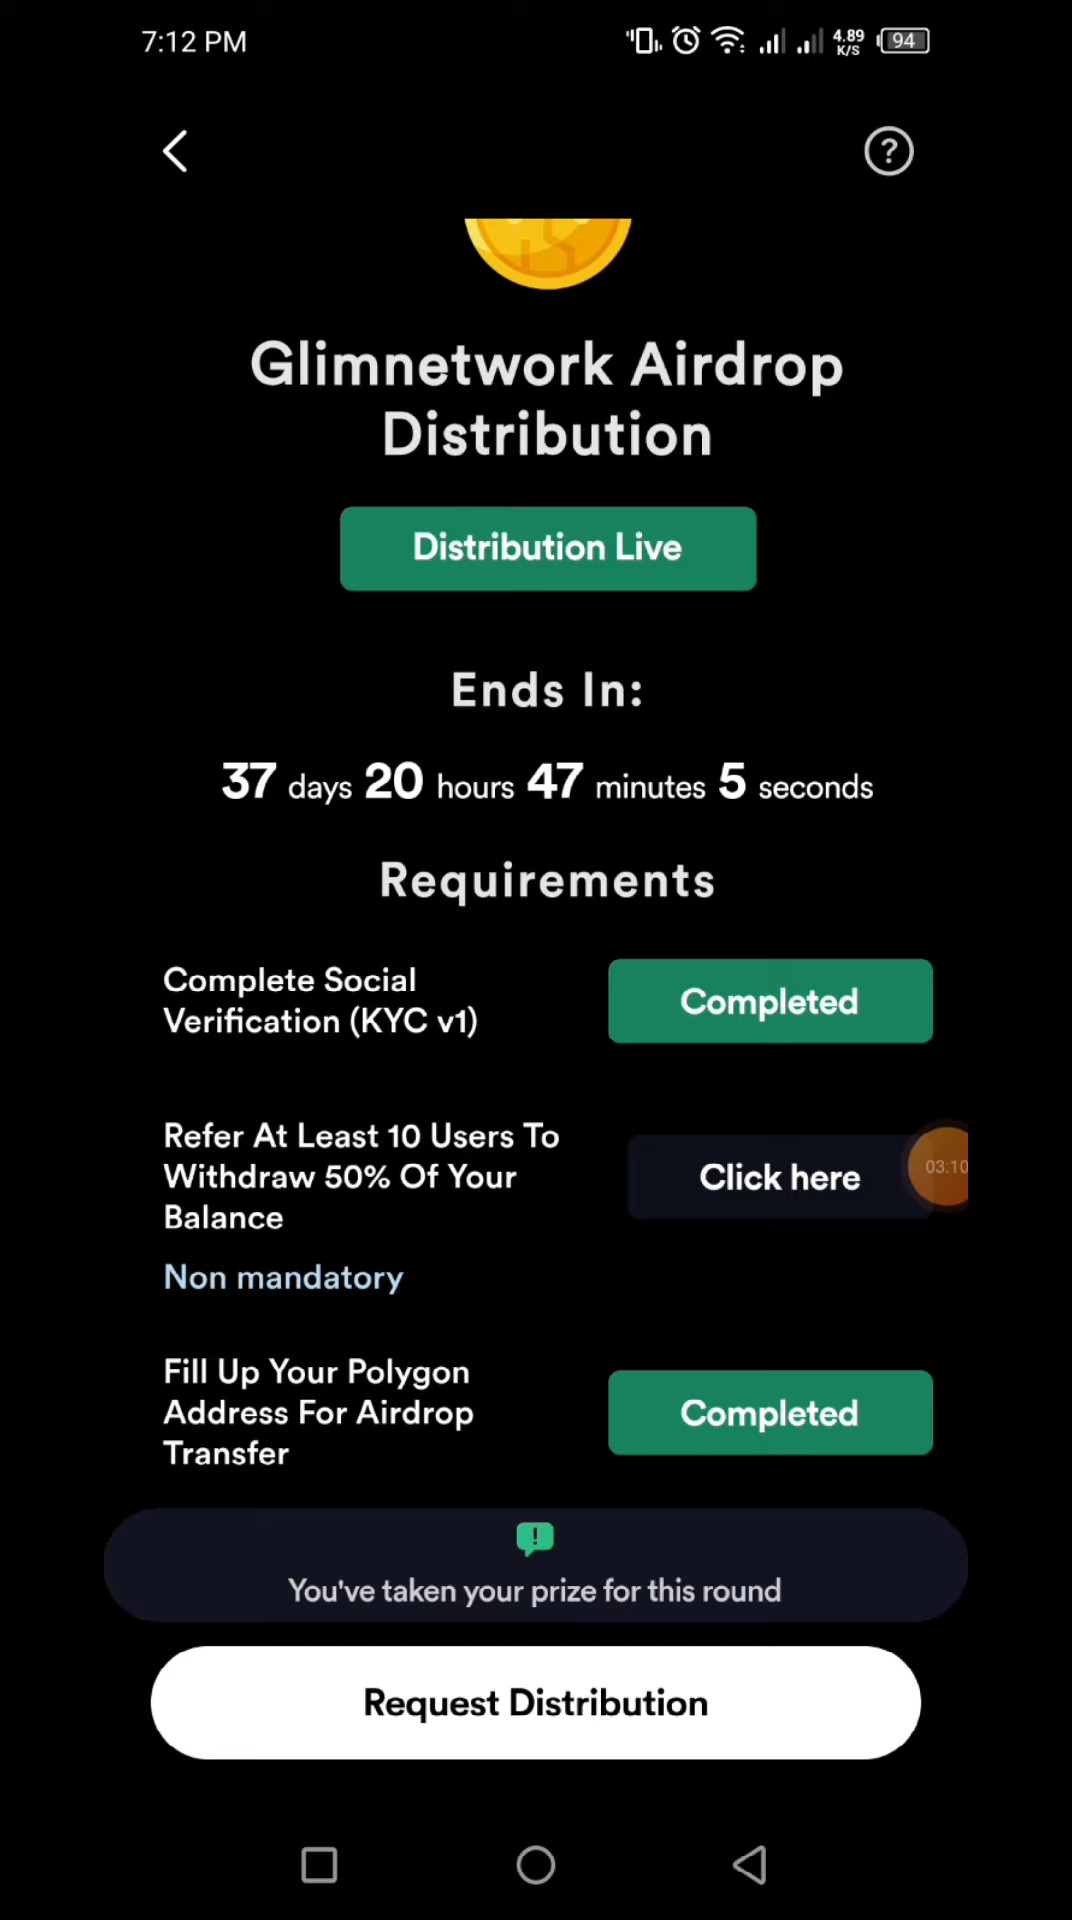 7:12 PM
4.89
K/S
94
?
Glimnetwork Airdrop
Distribution
Distribution Live
Ends In:
37 days 20 hours 47 minutes 5 seconds
Requirements
Complete Social
Verification (KYC v1)
Completed
Refer At Least 10 Users To
Withdraw 50% Of Your
Balance
Click here
03:10
Non mandatory
Fill Up Your Polygon
Address For Airdrop
Transfer
Completed
!
You've taken your prize for this round
Request Distribution